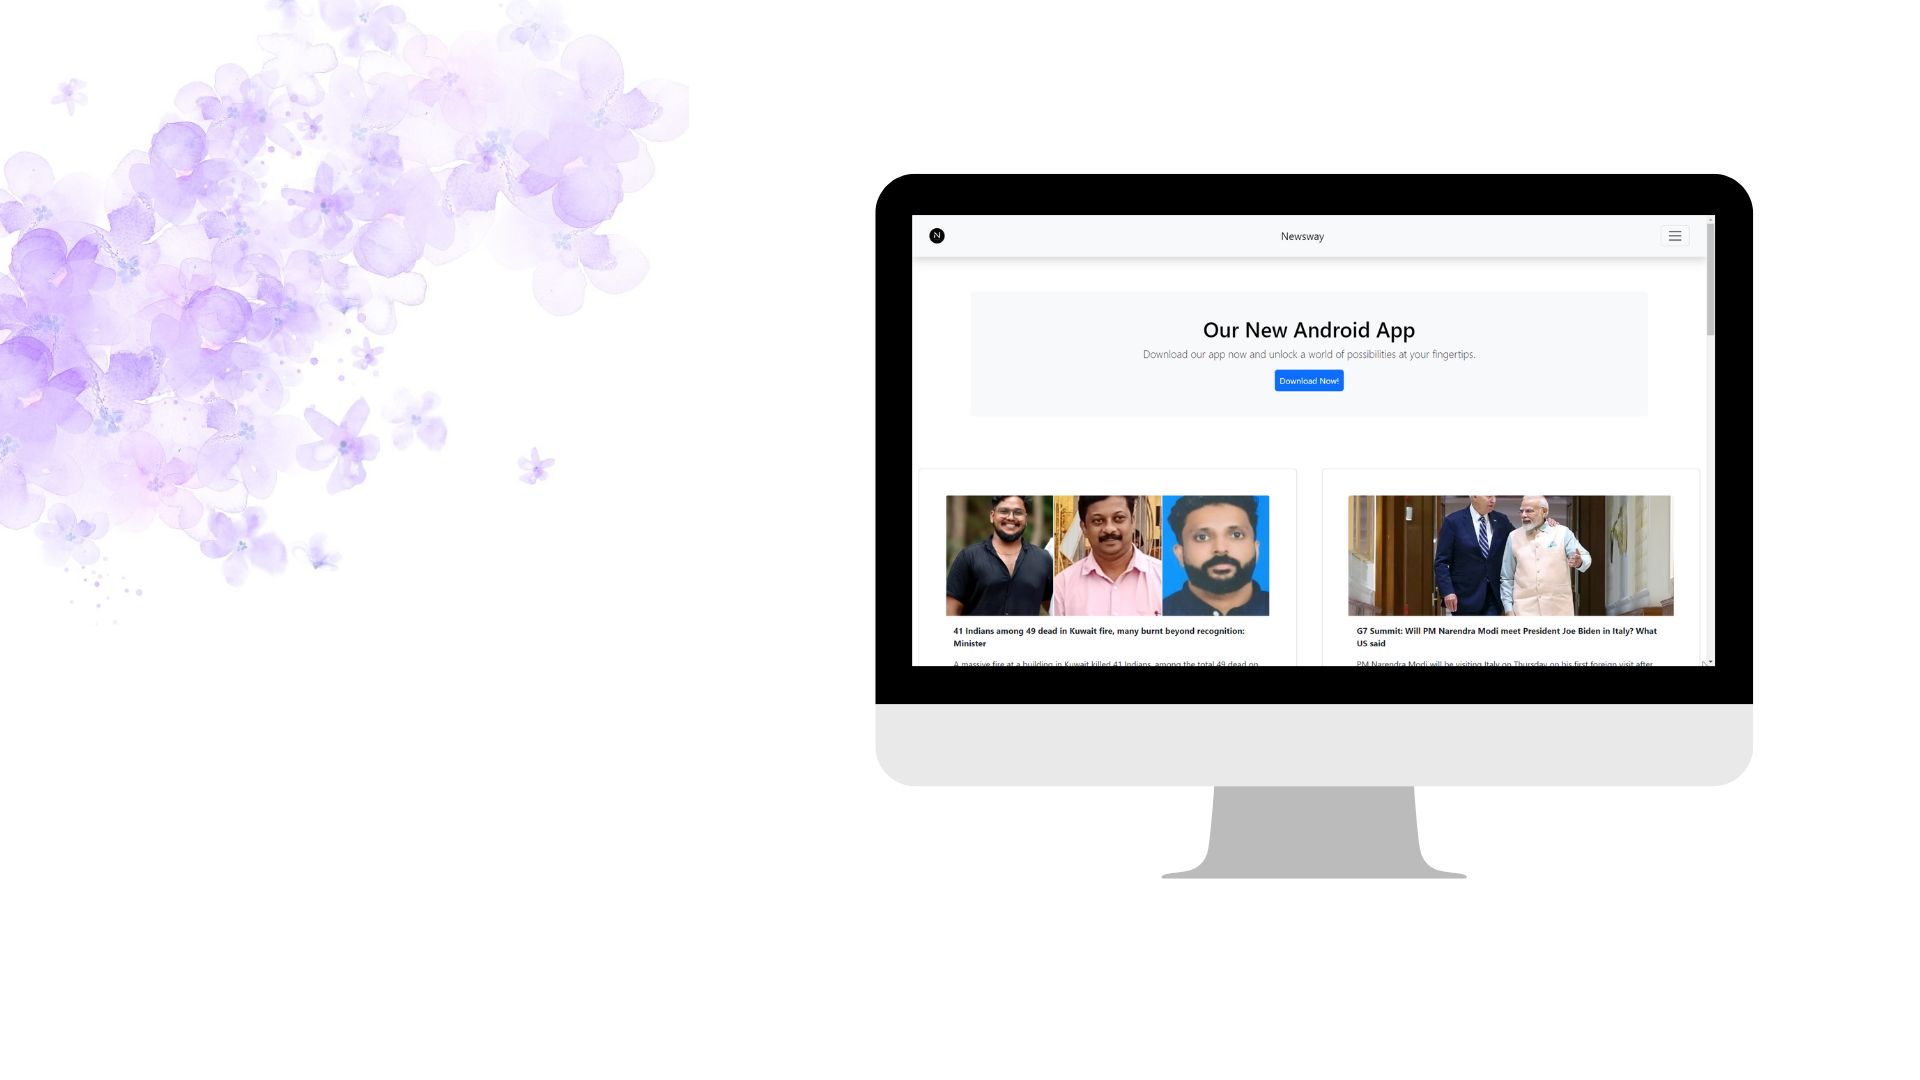 N
Newsway
Our New Android App
Download our app now and unlock a world of possibilities at your fingertips.
Download Now!
41 Indians among 49 dead in Kuwait fire, many burnt beyond recognition:
Minister
A massive fire at a building in Kuwait killed 41 Indians, among the total 49 dead on
G7 Summit: Will PM Narendra Modi meet President Joe Biden in Italy? What
US said
PM Narendra Modi will be visiting Italy on Thursday on his first foreign visit after